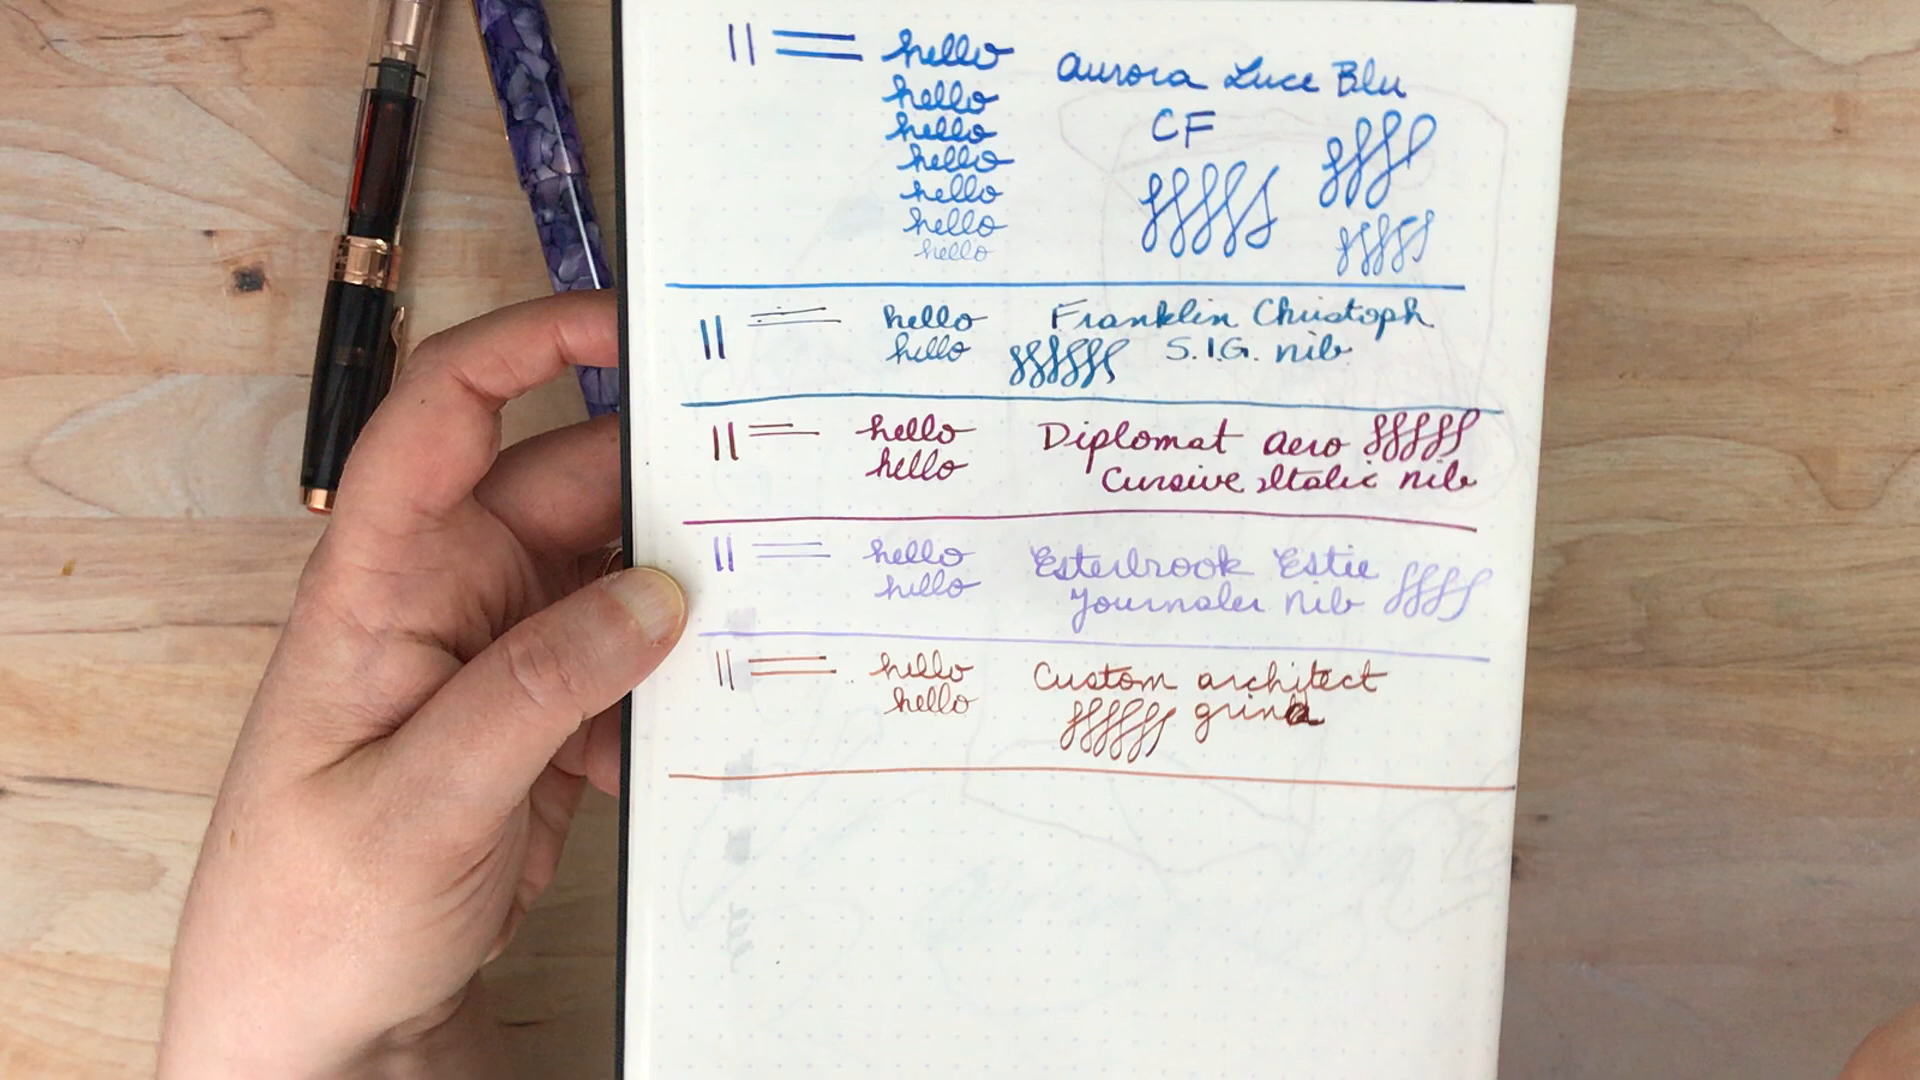 hello Aurora Luce Blu
hello
hello CF
hello
hello
hello
hello
hello Franklin Christoph
hello S.I.G. nib
hello Diplomat Aero
hello Cursive Italic nib
hello Esterbrook Estie
hello Journaler Nib
hello Custom architect
hello grind